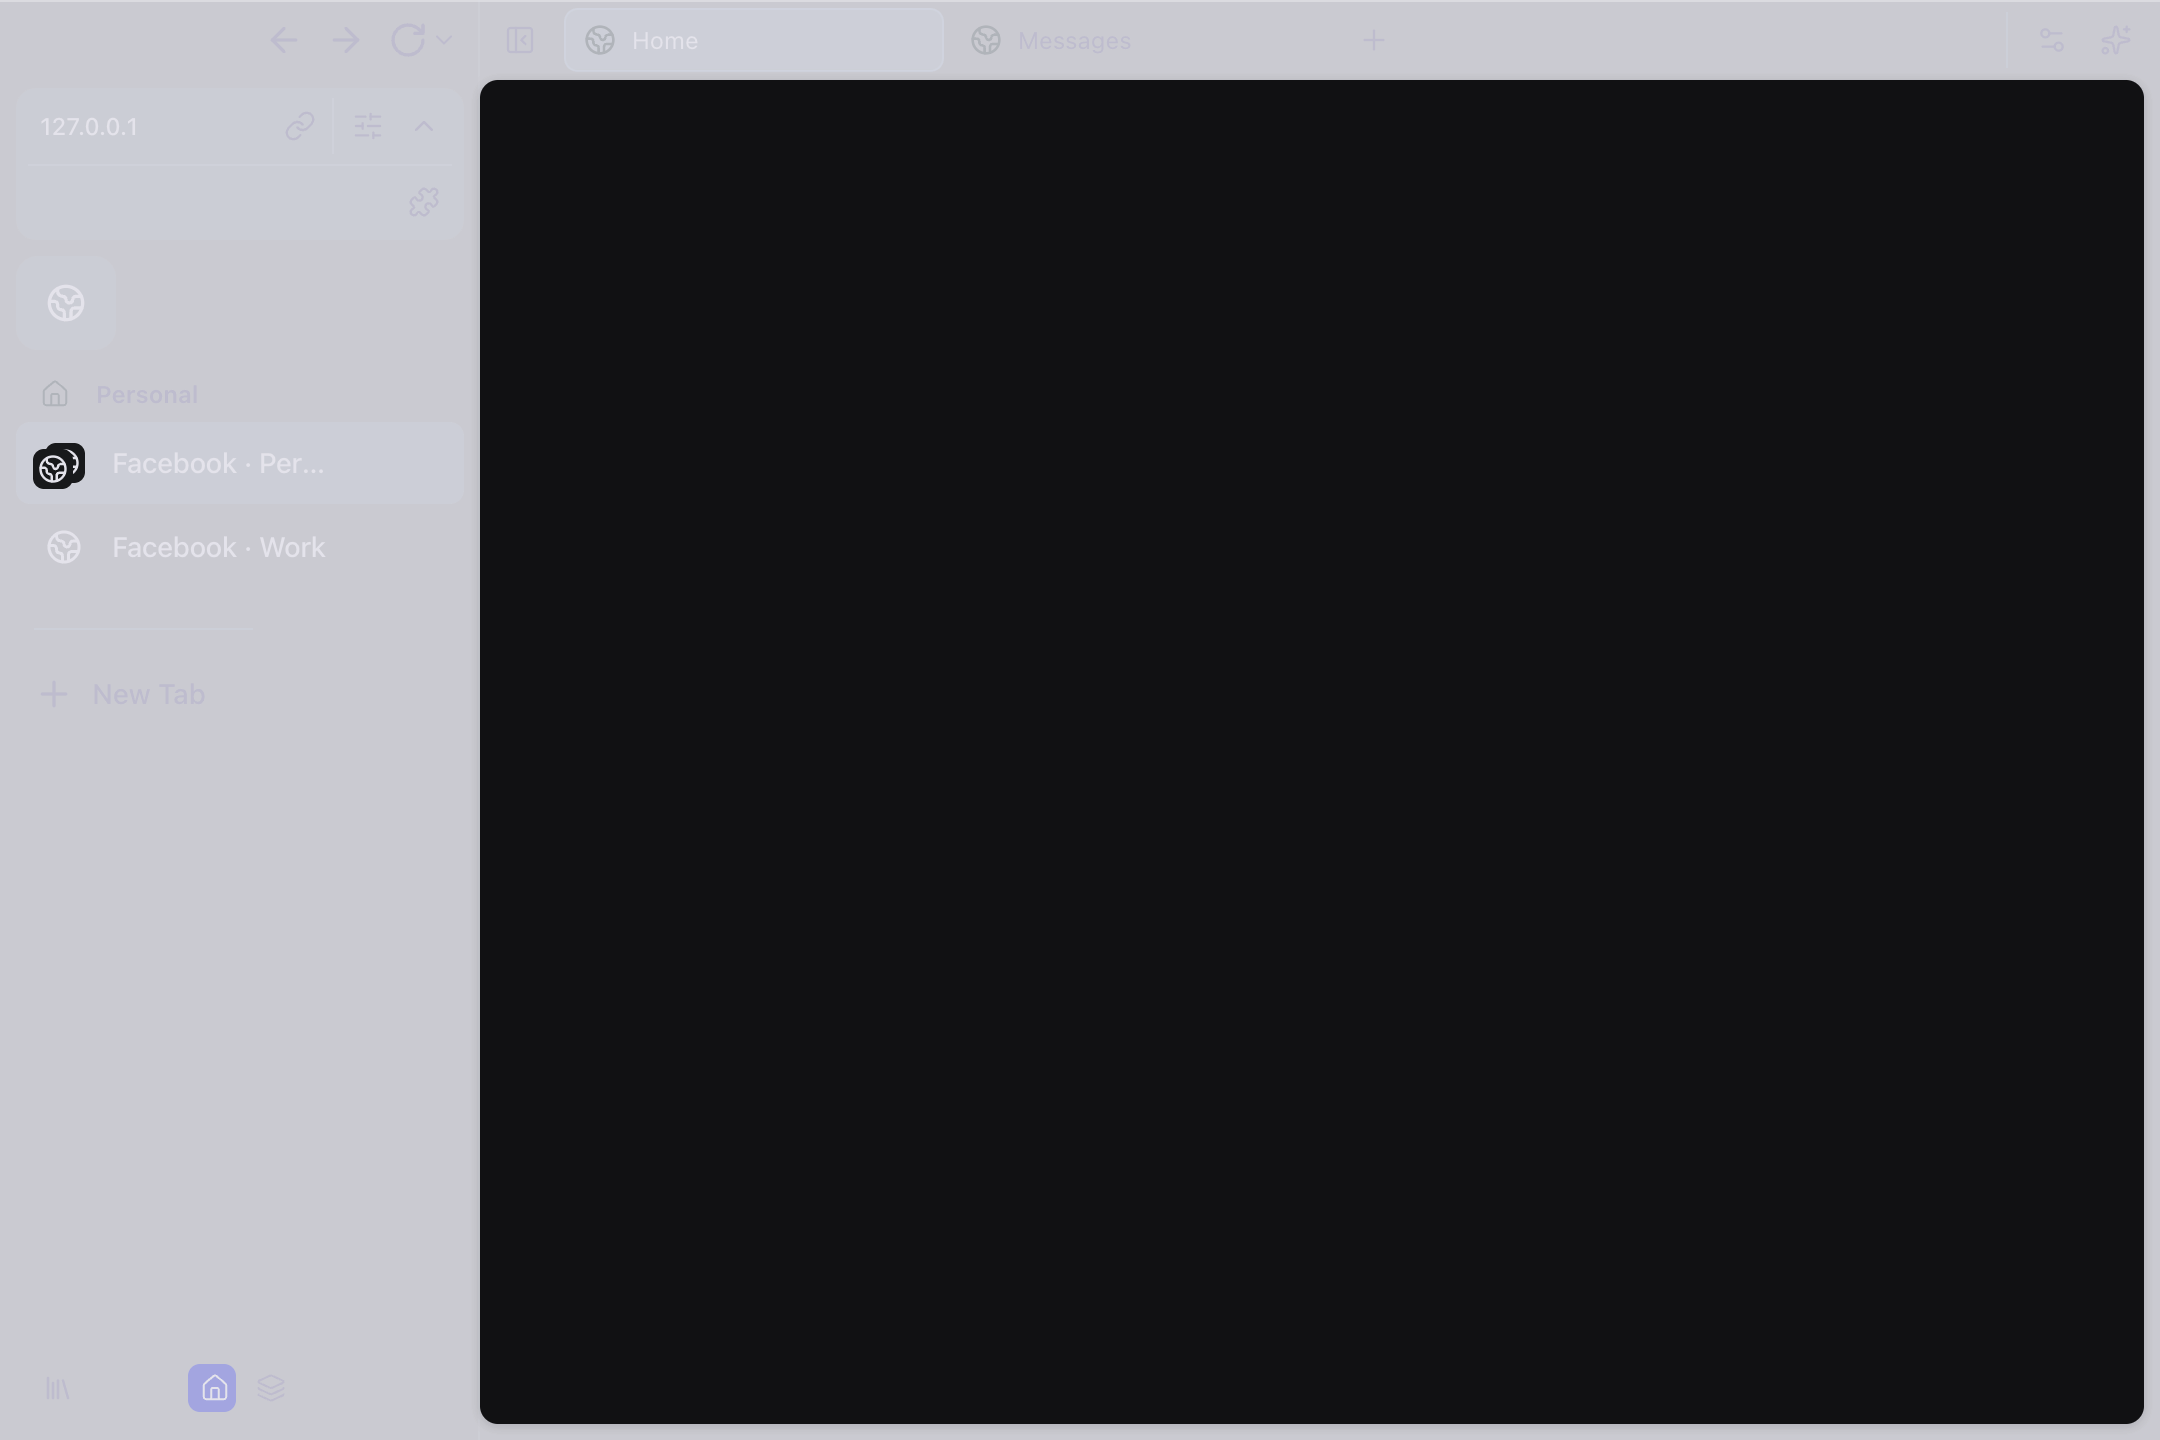 Home
Messages
127.0.0.1
Personal
Facebook · Per...
Facebook · Work
New Tab